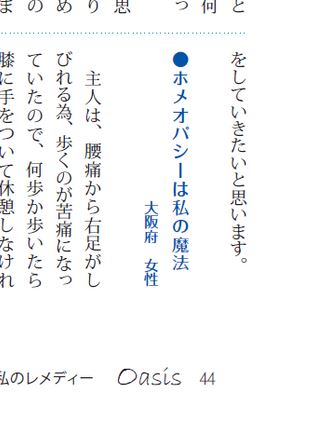 と
何
っ
思
り
め
の
ま
をしていきたいと思います。
●ホメオパシーは私の魔法
大阪府　女性
主人は、腰痛から右足がし
びれる為、歩くのが苦痛になっ
ていたので、何歩か歩いたら
膝に手をついて休憩しなけれ
私のレメディー　Oasis　44